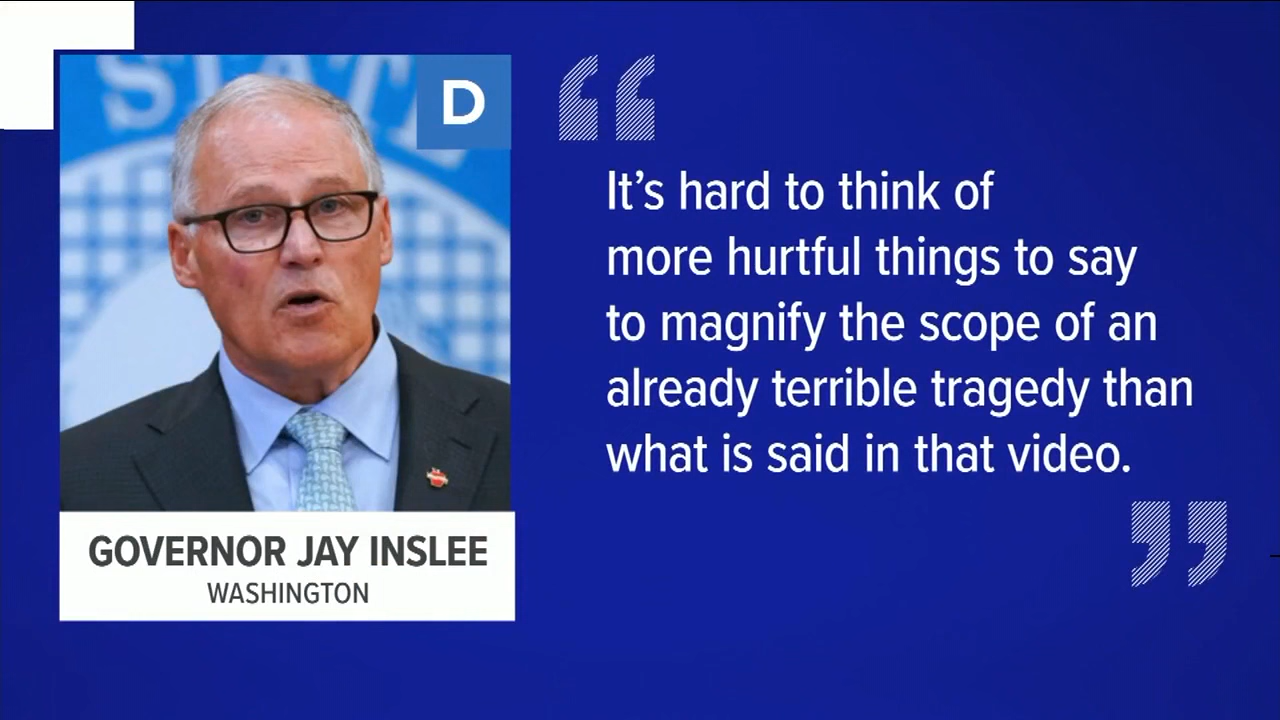 STATE
D
“
It’s hard to think of
more hurtful things to say
to magnify the scope of an
already terrible tragedy than
what is said in that video.
”
GOVERNOR JAY INSLEE
WASHINGTON